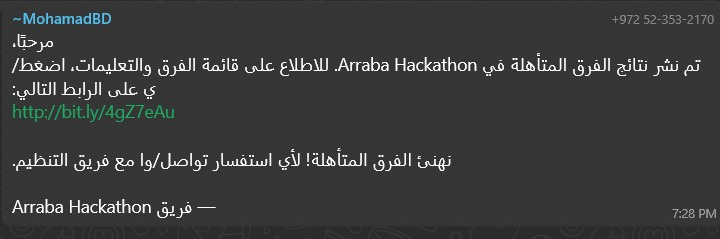 ~MohamadBD
+972 52-353-2170
مرحبًا،
تم نشر نتائج الفرق المتأهلة في Arraba Hackathon. للاطلاع على قائمة الفرق والتعليمات، اضغط/
ي على الرابط التالي:
http://bit.ly/4gZ7eAu
نهنئ الفرق المتأهلة! لأي استفسار تواصل/وا مع فريق التنظيم.
— فريق Arraba Hackathon
7:28 PM